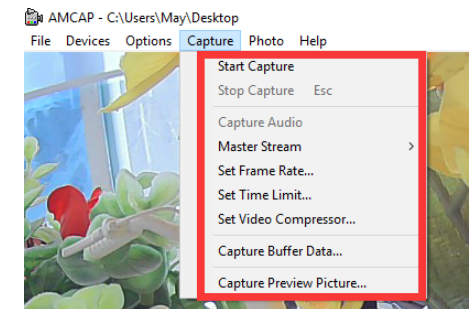 AMCAP - C:\Users\May\Desktop
File Devices Options Capture Photo Help
Start Capture
Stop Capture Esc
Capture Audio
Master Stream
Set Frame Rate...
Set Time Limit...
Set Video Compressor...
Capture Buffer Data...
Capture Preview Picture...